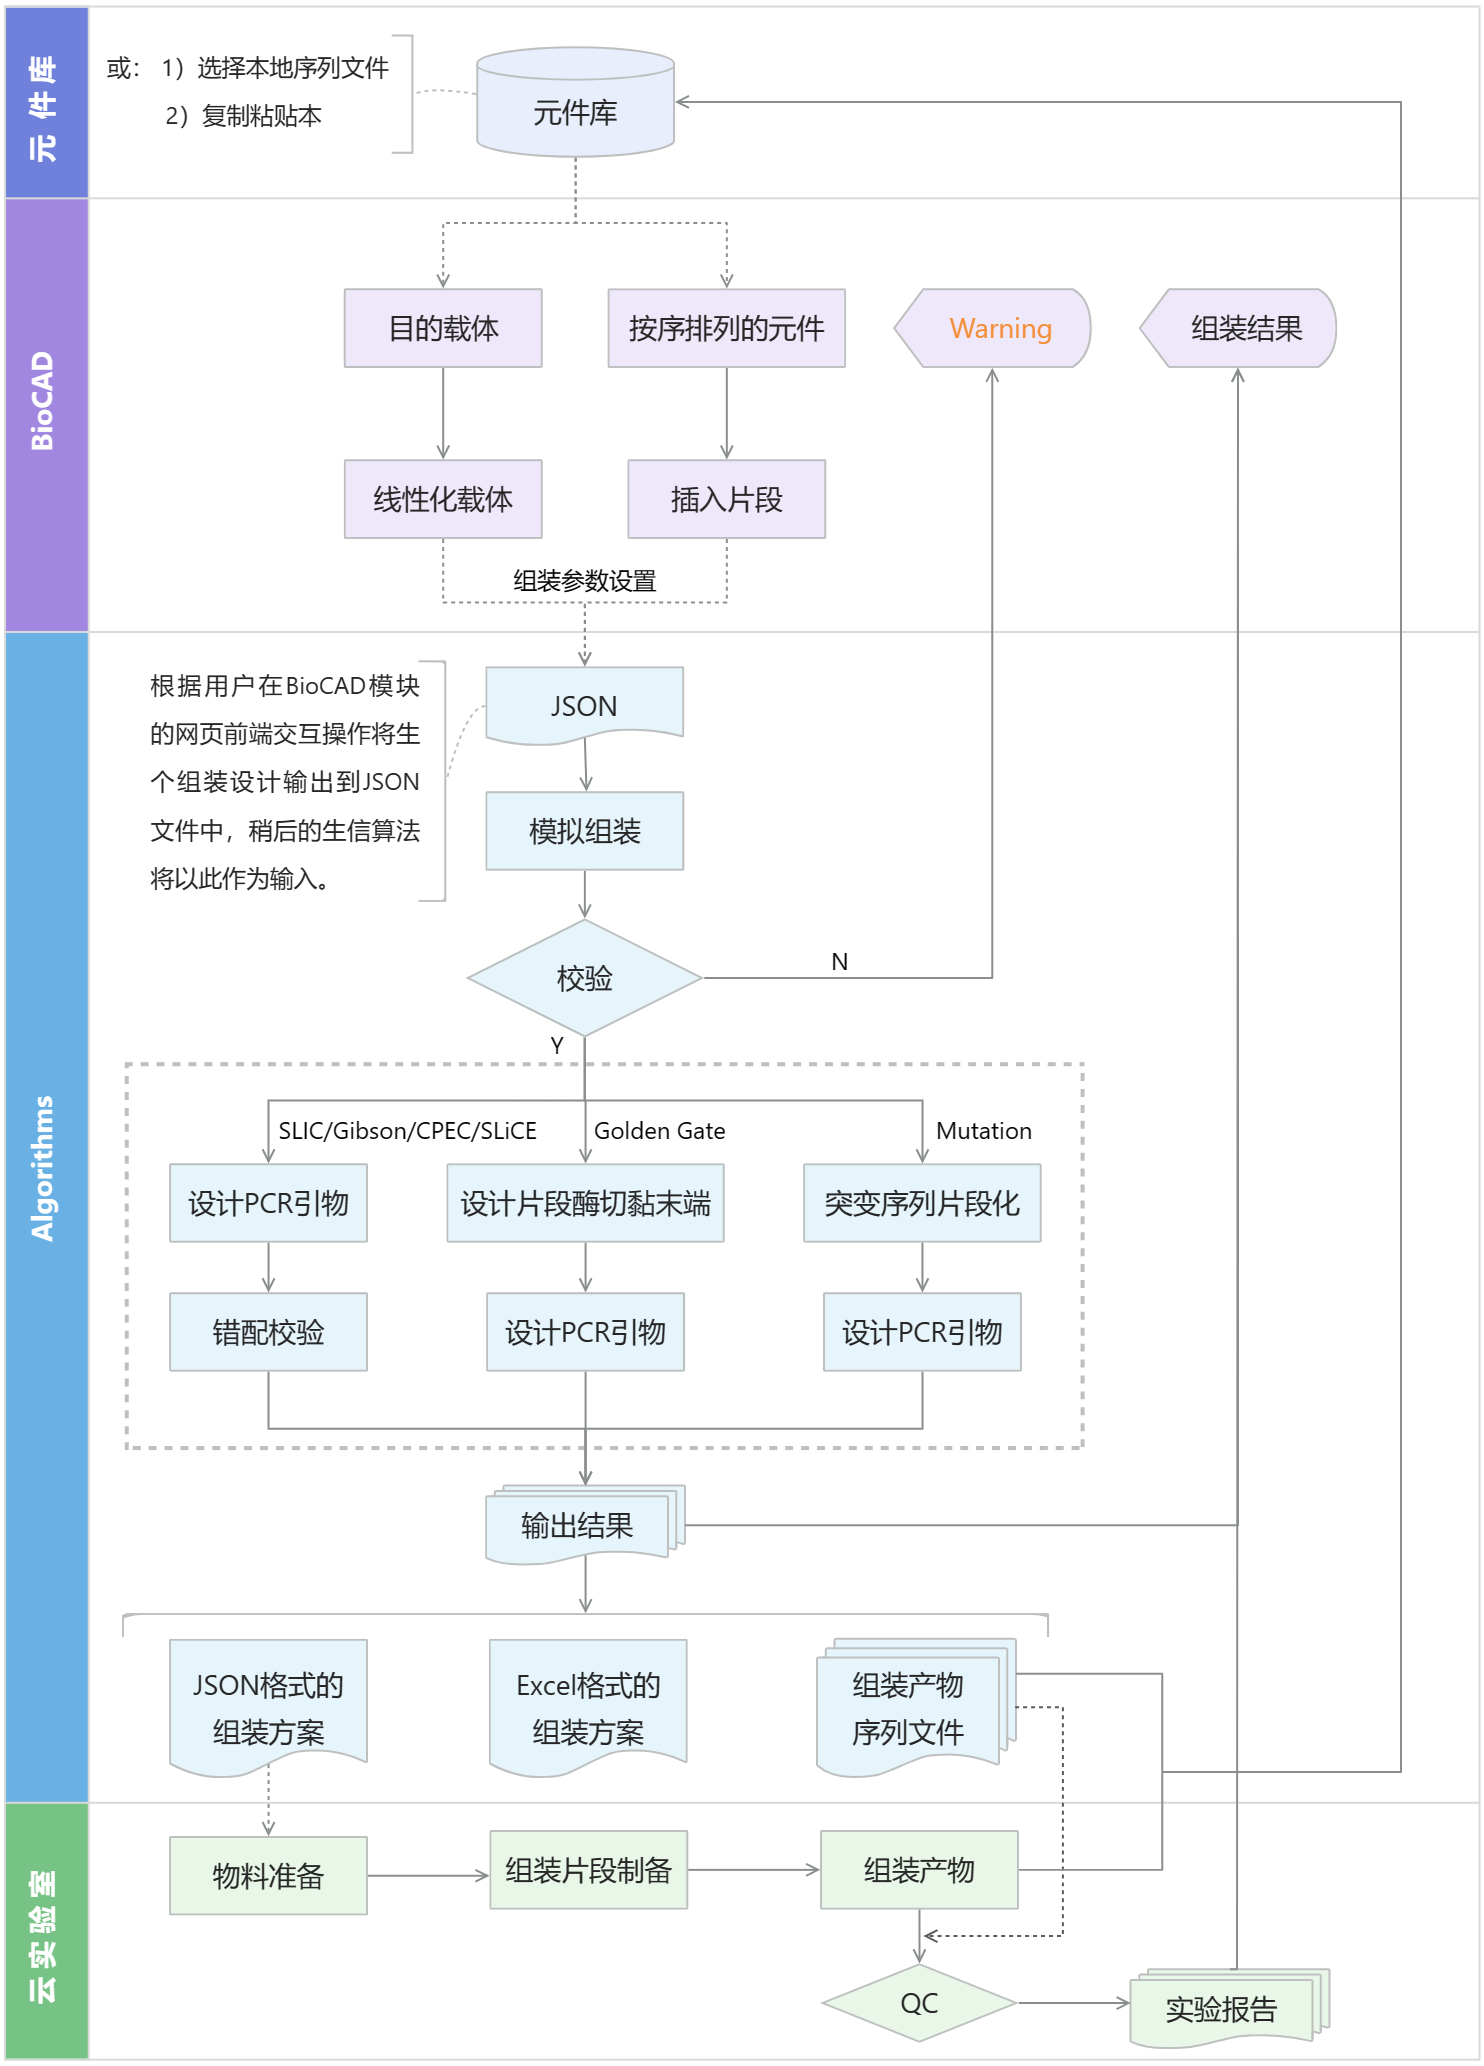 元件库
或： 1）选择本地序列文件
2）复制粘贴本
元件库
BioCAD
目的载体
按序排列的元件
Warning
组装结果
线性化载体
插入片段
组装参数设置
Algorithms
根据用户在BioCAD模块
的网页前端交互操作将生
个组装设计输出到JSON
文件中，稍后的生信算法
将以此作为输入。
JSON
模拟组装
校验
N
Y
SLIC/Gibson/CPEC/SLiCE
Golden Gate
Mutation
设计PCR引物
设计片段酶切黏末端
突变序列片段化
错配校验
设计PCR引物
设计PCR引物
输出结果
JSON格式的
组装方案
Excel格式的
组装方案
组装产物
序列文件
云实验室
物料准备
组装片段制备
组装产物
QC
实验报告